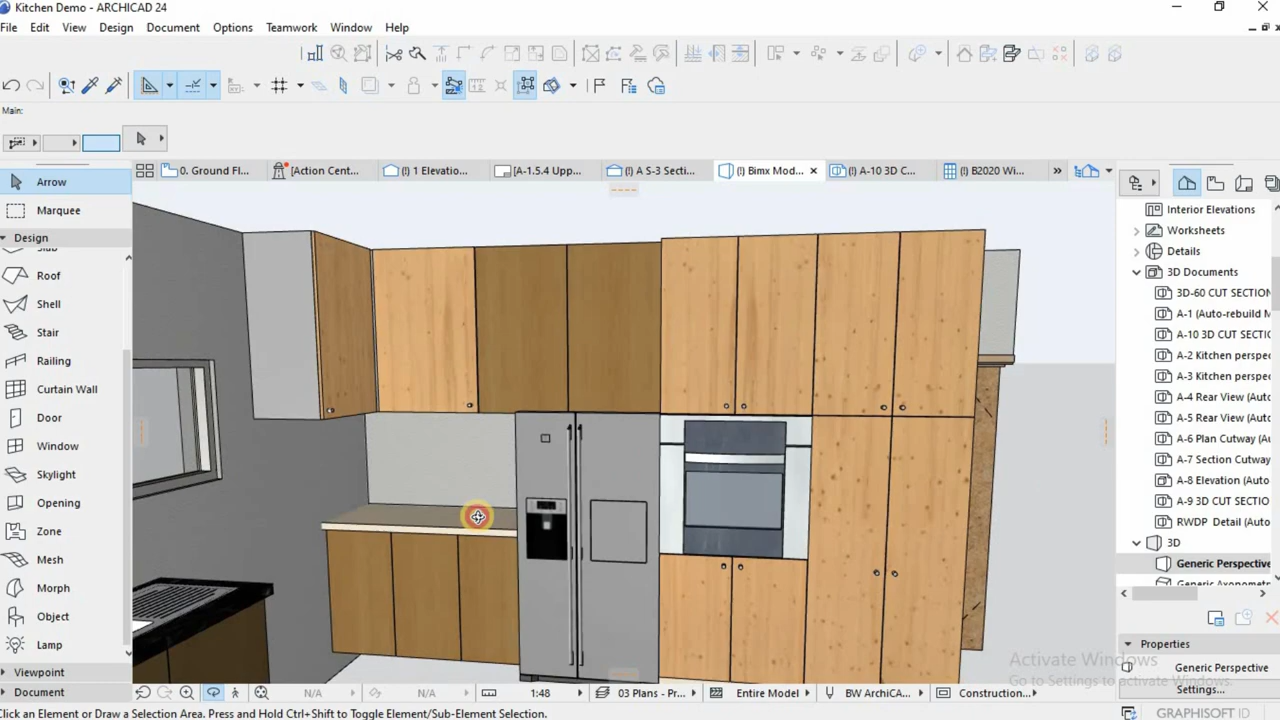 Kitchen Demo - ARCHICAD 24
File Edit View Design Document Options Teamwork Window Help
Main:
0. Ground Fl...
[Action Cent...
(!) 1 Elevatio...
[A-1.5.4 Upp...
(!) A S-3 Secti...
(!) Bimx Mod...
(!) A-10 3D C...
(!) B2020 Wi...
Arrow
Marquee
Design
Slab
Roof
Shell
Stair
Railing
Curtain Wall
Door
Window
Skylight
Opening
Zone
Mesh
Morph
Object
Lamp
Viewpoint
Document
Interior Elevations
Worksheets
Details
3D Documents
3D-60 CUT SECTION
A-1 (Auto-rebuild M
A-10 3D CUT SECTIO
A-2 Kitchen perspec
A-3 Kitchen perspec
A-4 Rear View (Auto
A-5 Rear View (Auto
A-6 Plan Cutway (Au
A-7 Section Cutway
A-8 Elevation (Auto
A-9 3D CUT SECTIO
RWDP Detail (Auto
3D
Generic Perspective
Generic Axonometr
Properties
Generic Perspective
Settings...
Activate Windows
Go to Settings to activate Windows.
N/A
N/A
1:48
03 Plans - Pr...
Entire Model
BW ArchiCA...
Construction...
Click an Element or Draw a Selection Area. Press and Hold Ctrl+Shift to Toggle Element/Sub-Element Selection.
GRAPHISOFT ID